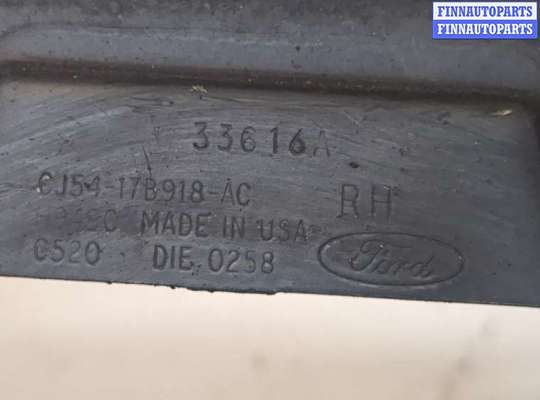 FINNAUTOPARTS
FINNAUTOPARTS
33616A
CJ54-17B918-AC
RH
MADE IN USA
C520 DIE 0258
Ford